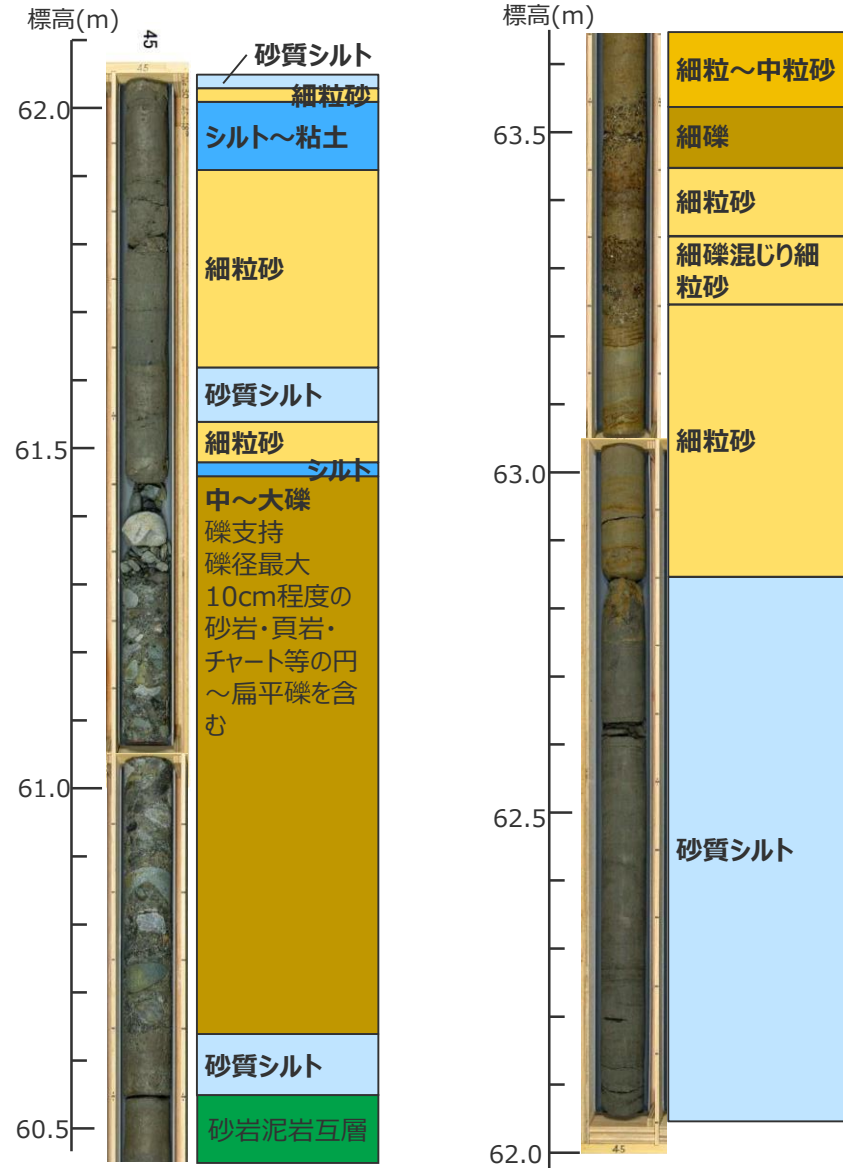 標高(m)
45
45
62.0
61.5
61.0
60.5
砂質シルト
細粒砂
シルト～粘土
細粒砂
砂質シルト
細粒砂
シルト
中～大礫
礫支持
礫径最大
10cm程度の
砂岩・頁岩・
チャート等の円
～扁平礫を含
む
砂質シルト
砂岩泥岩互層
標高(m)
63.5
63.0
62.5
62.0
細粒～中粒砂
細礫
細粒砂
細礫混じり細
粒砂
細粒砂
砂質シルト
45